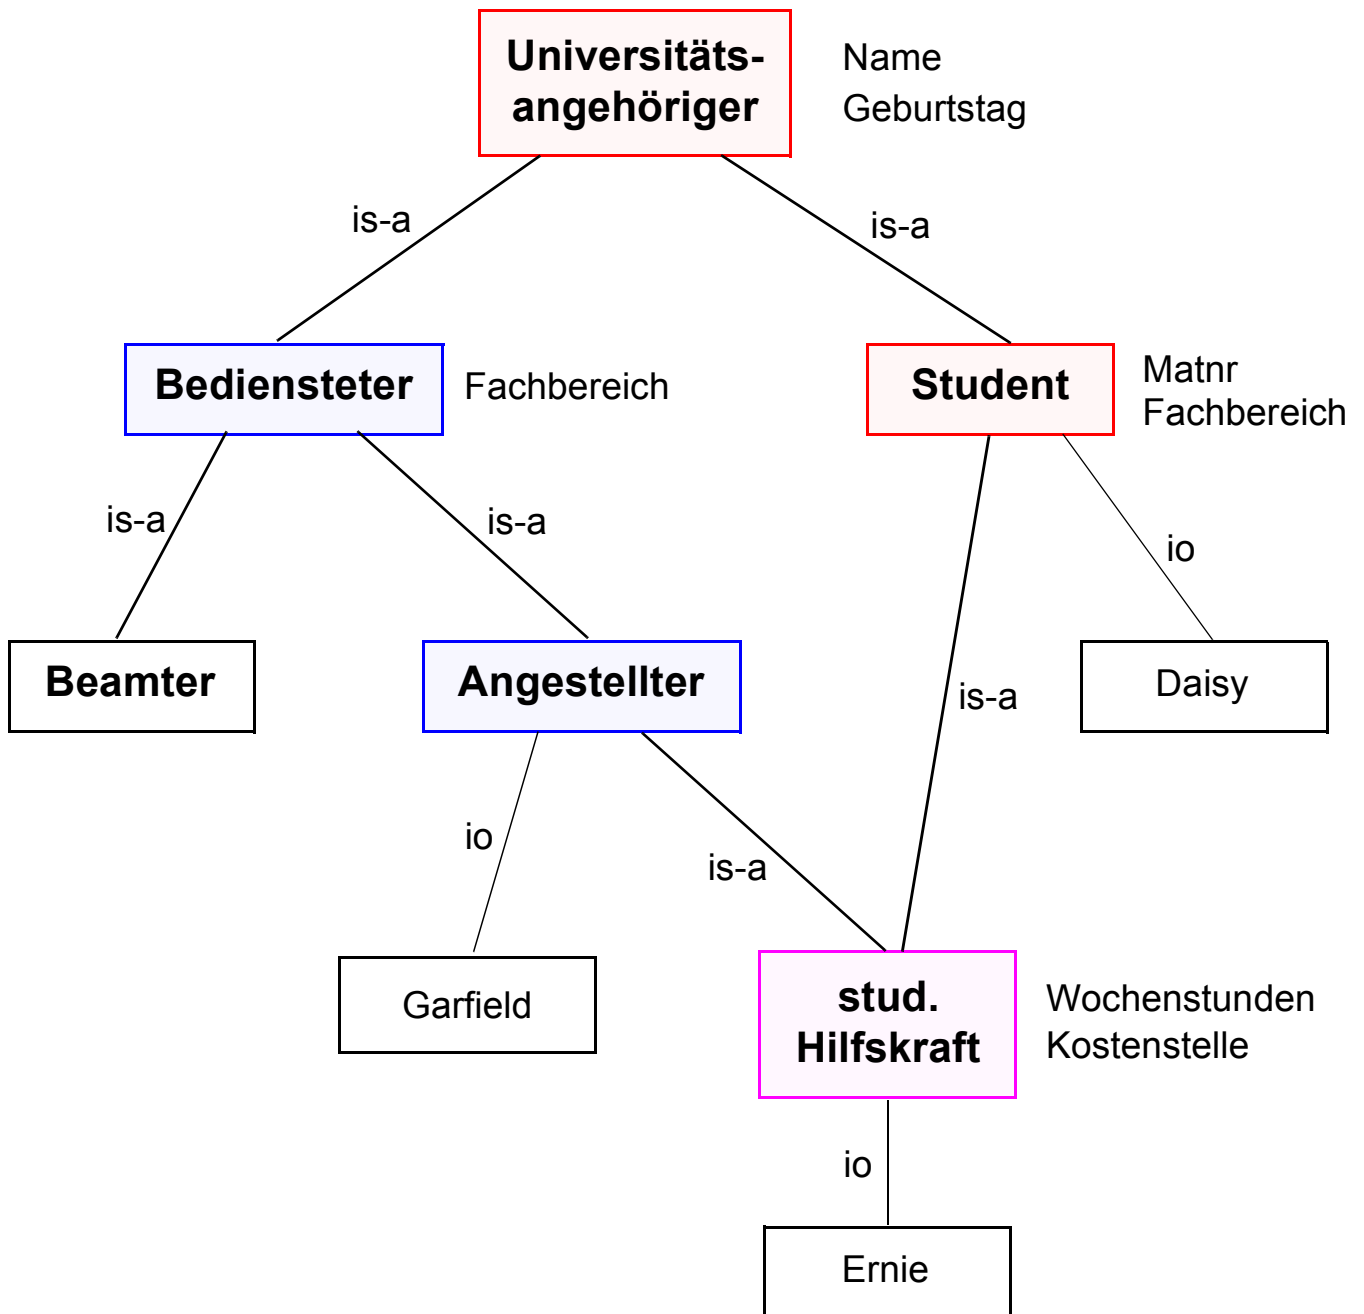 Universitäts-
angehöriger
Name
Geburtstag
is-a
is-a
Bediensteter
Fachbereich
Student
Matnr
Fachbereich
is-a
is-a
io
Beamter
Angestellter
is-a
Daisy
io
is-a
Garfield
stud.
Hilfskraft
Wochenstunden
Kostenstelle
io
Ernie